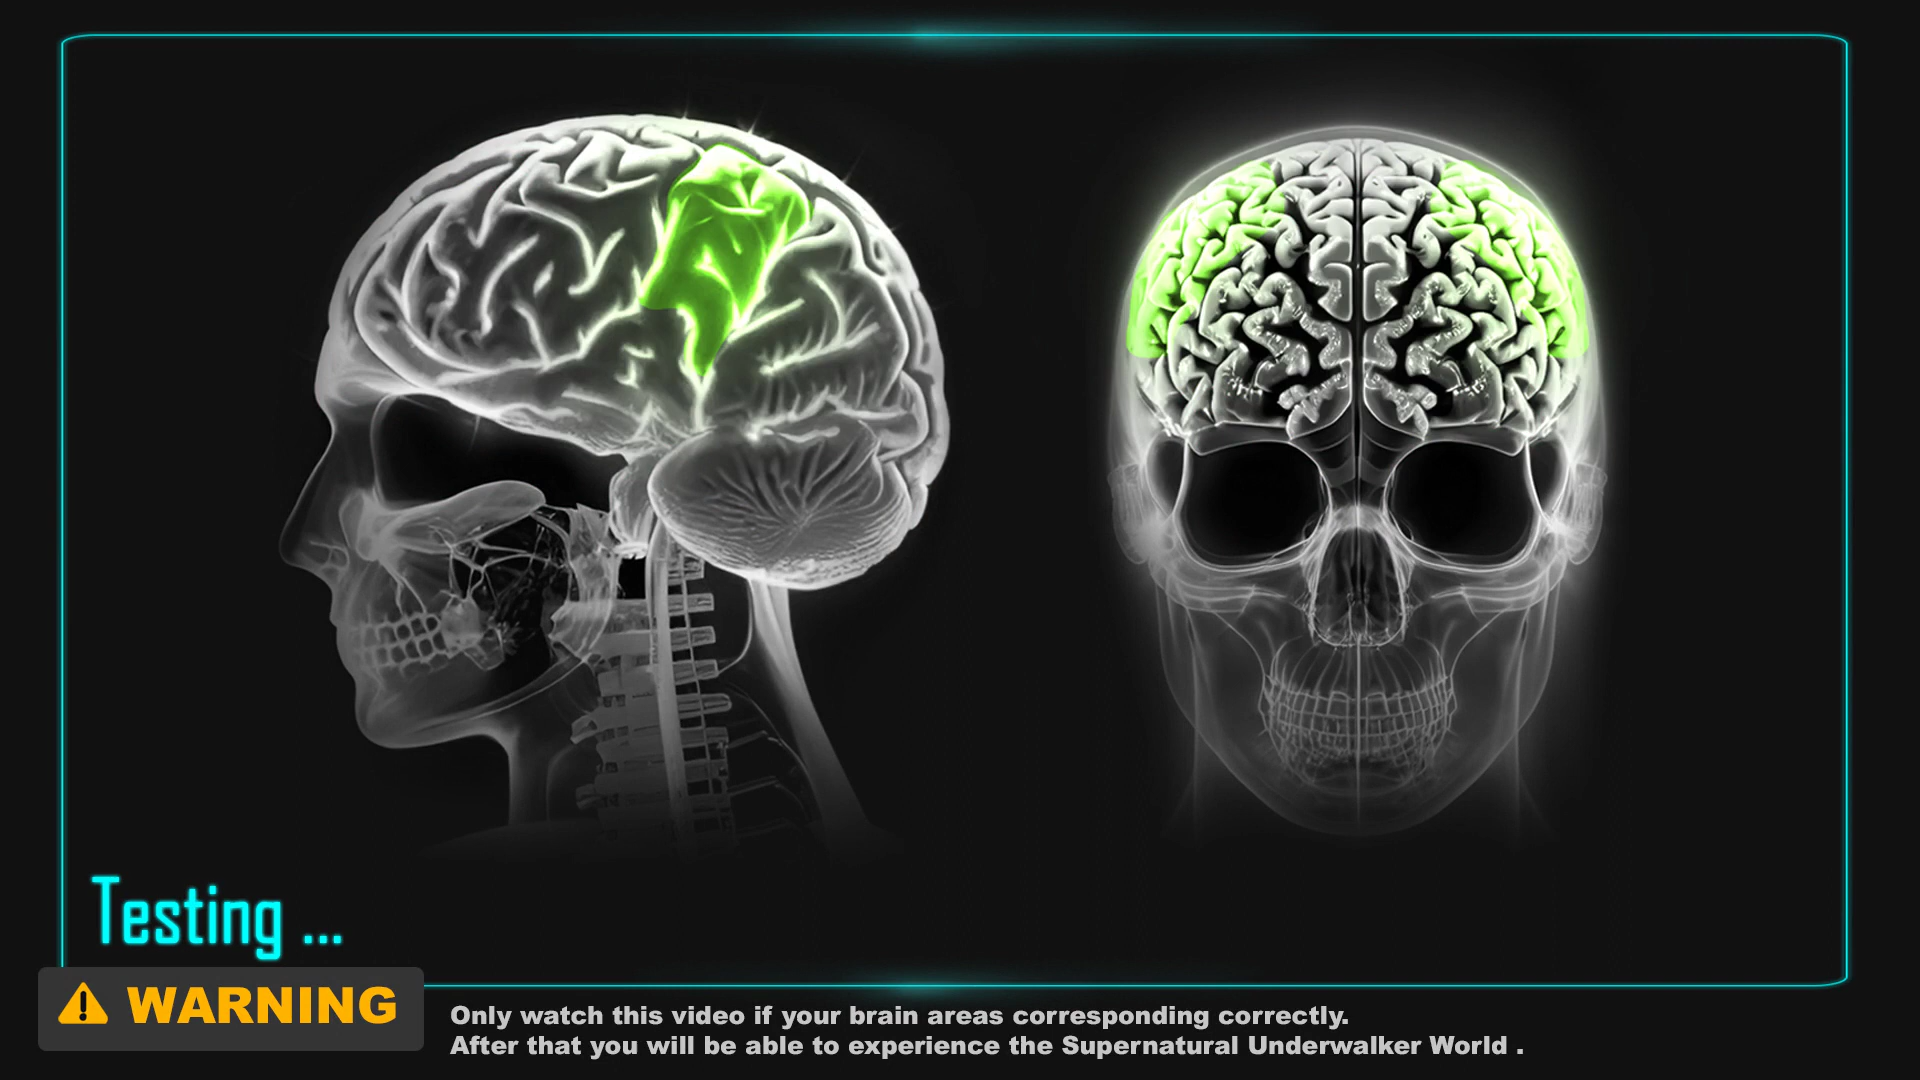 Testing ...
WARNING
Only watch this video if your brain areas corresponding correctly.
After that you will be able to experience the Supernatural Underwalker World .